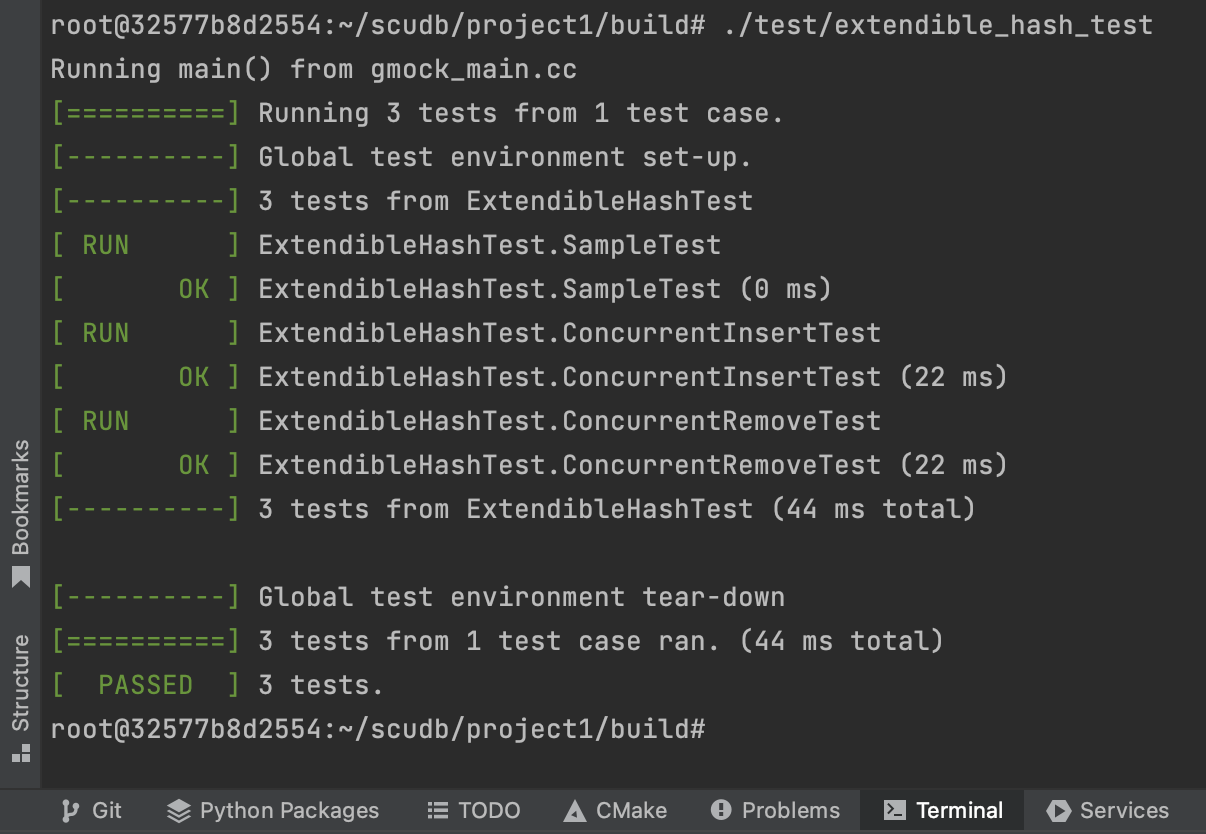 root@32577b8d2554:~/scudb/project1/build# ./test/extendible_hash_test
Running main() from gmock_main.cc
[==========] Running 3 tests from 1 test case.
[----------] Global test environment set-up.
[----------] 3 tests from ExtendibleHashTest
[ RUN      ] ExtendibleHashTest.SampleTest
[       OK ] ExtendibleHashTest.SampleTest (0 ms)
[ RUN      ] ExtendibleHashTest.ConcurrentInsertTest
[       OK ] ExtendibleHashTest.ConcurrentInsertTest (22 ms)
[ RUN      ] ExtendibleHashTest.ConcurrentRemoveTest
[       OK ] ExtendibleHashTest.ConcurrentRemoveTest (22 ms)
[----------] 3 tests from ExtendibleHashTest (44 ms total)
[----------] Global test environment tear-down
[==========] 3 tests from 1 test case ran. (44 ms total)
[  PASSED  ] 3 tests.
root@32577b8d2554:~/scudb/project1/build#
Bookmarks
Structure
Git Python Packages TODO CMake Problems Terminal Services